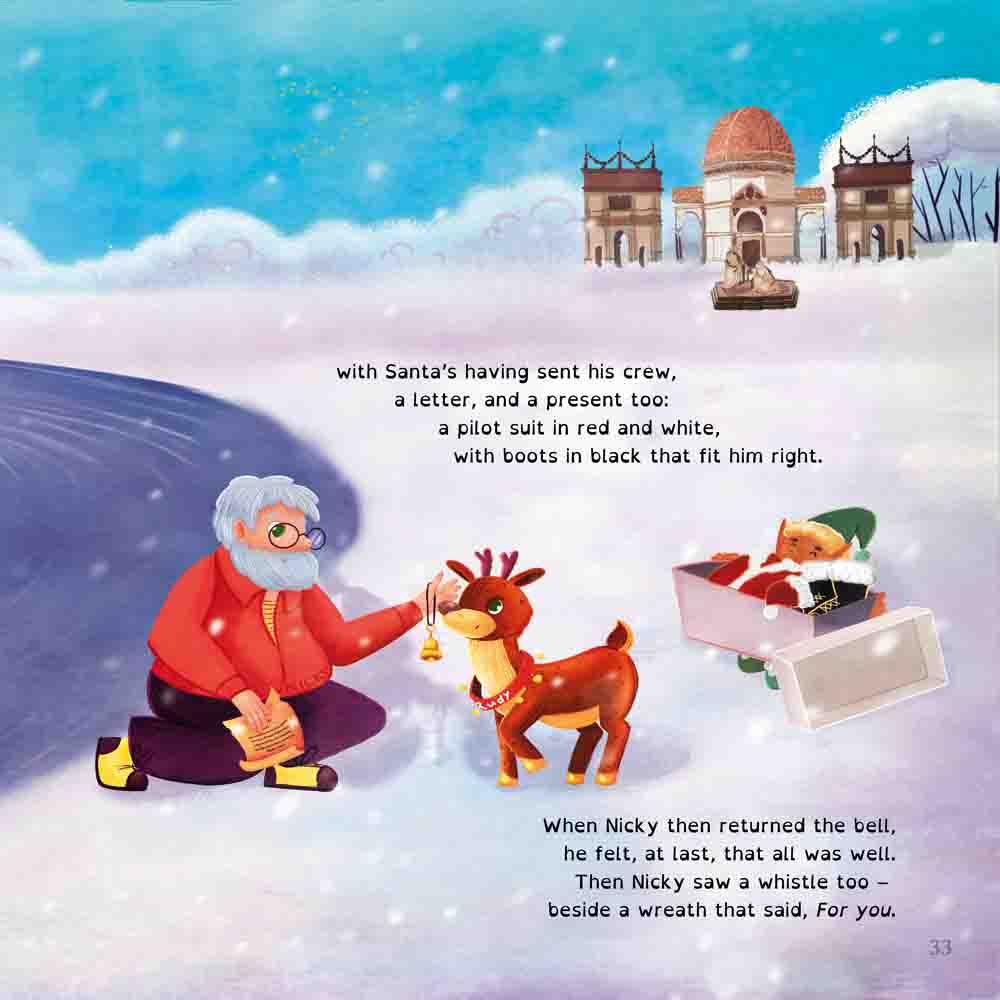 with Santa's having sent his crew,
a letter, and a present too:
a pilot suit in red and white,
with boots in black that fit him right.
Rudy
When Nicky then returned the bell,
he felt, at last, that all was well.
Then Nicky saw a whistle too –
beside a wreath that said, For you.
33